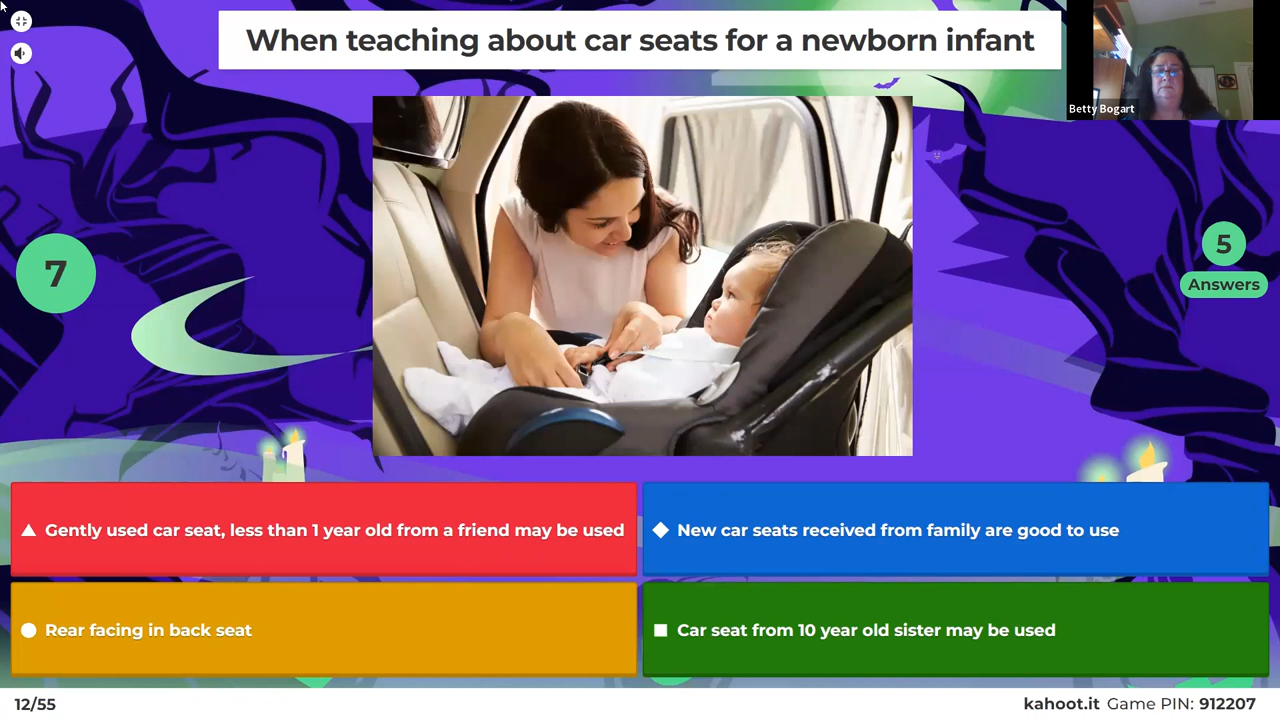 When teaching about car seats for a newborn infant
Betty Bogart
7
5
Answers
Gently used car seat, less than 1 year old from a friend may be used
New car seats received from family are good to use
Rear facing in back seat
Car seat from 10 year old sister may be used
12/55
kahoot.it Game PIN: 912207